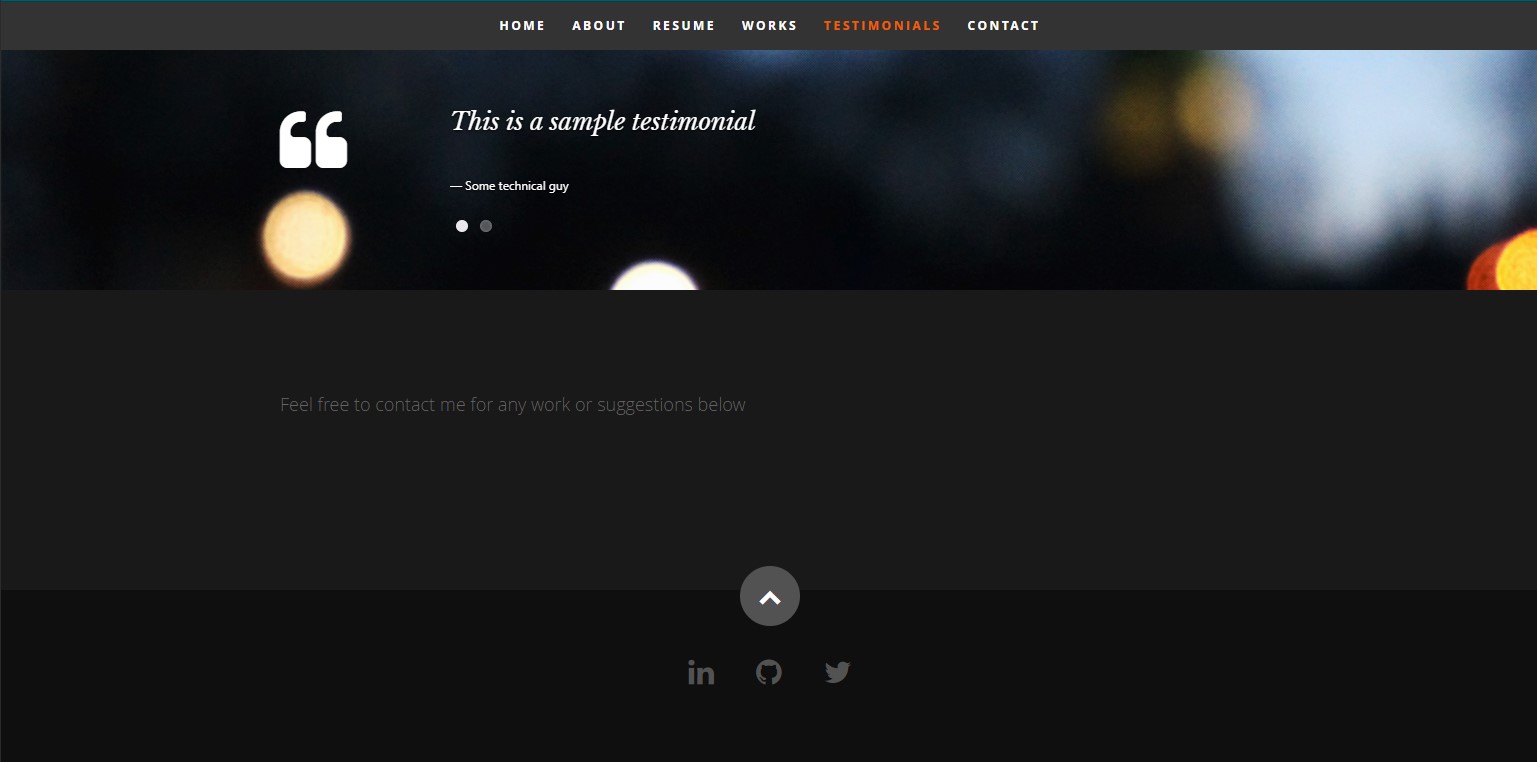 HOME ABOUT RESUME WORKS TESTIMONIALS CONTACT
This is a sample testimonial
— Some technical guy
Feel free to contact me for any work or suggestions below
in